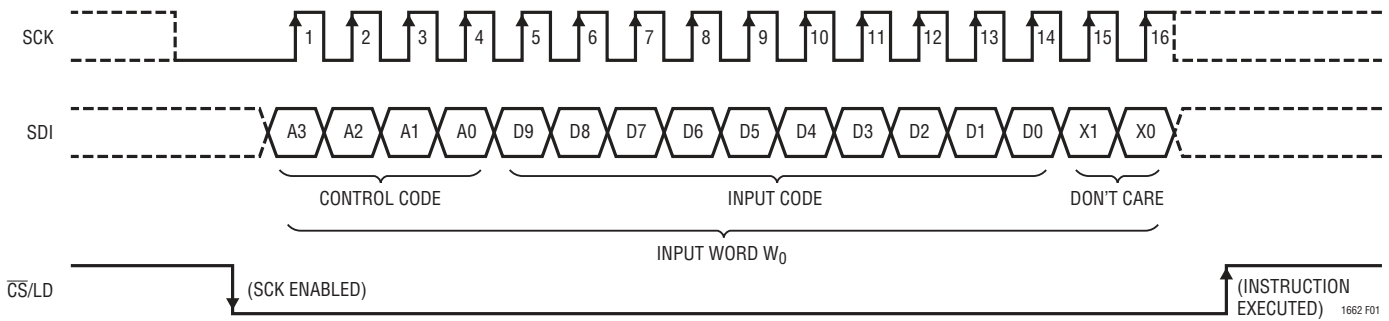 SCK 1 2 3 4 5 6 7 8 9 10 11 12 13 14 15 16
SDI A3 A2 A1 A0 D9 D8 D7 D6 D5 D4 D3 D2 D1 D0 X1 X0
CONTROL CODE INPUT CODE DON'T CARE
INPUT WORD W0
CS/LD (SCK ENABLED) (INSTRUCTION
EXECUTED) 1662 F01